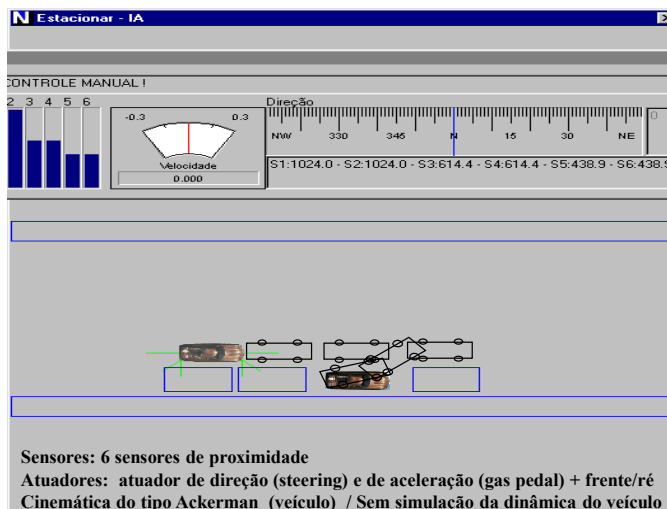 N Estacionar - IA
CONTROLE MANUAL !
2 3 4 5 6
-0.3 0.3
Velocidade
0.000
Direção
NW 330 345 N 15 30 NE
0
S1:1024.0 - S2:1024.0 - S3:614.4 - S4:614.4 - S5:438.9 - S6:438.9
Sensores: 6 sensores de proximidade
Atuadores: atuador de direção (steering) e de aceleração (gas pedal) + frente/ré
Cinemática do tipo Ackerman (veículo) / Sem simulação da dinâmica do veículo